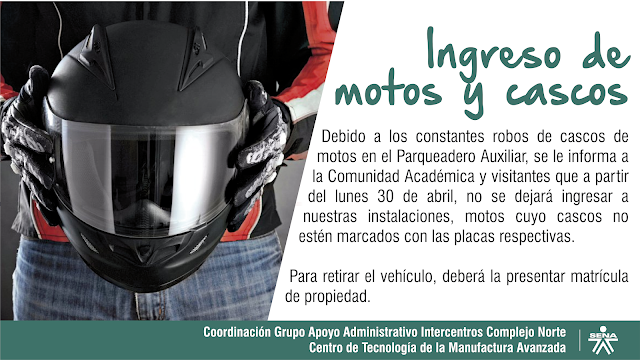 Ingreso de
motos y cascos
Debido a los constantes robos de cascos de
motos en el Parqueadero Auxiliar, se le informa a
la Comunidad Académica y visitantes que a partir
del lunes 30 de abril, no se dejará ingresar a
nuestras instalaciones, motos cuyo cascos no
estén marcados con las placas respectivas.
Para retirar el vehículo, deberá la presentar matrícula
de propiedad.
Coordinación Grupo Apoyo Administrativo Intercentros Complejo Norte
Centro de Tecnología de la Manufactura Avanzada
SENA